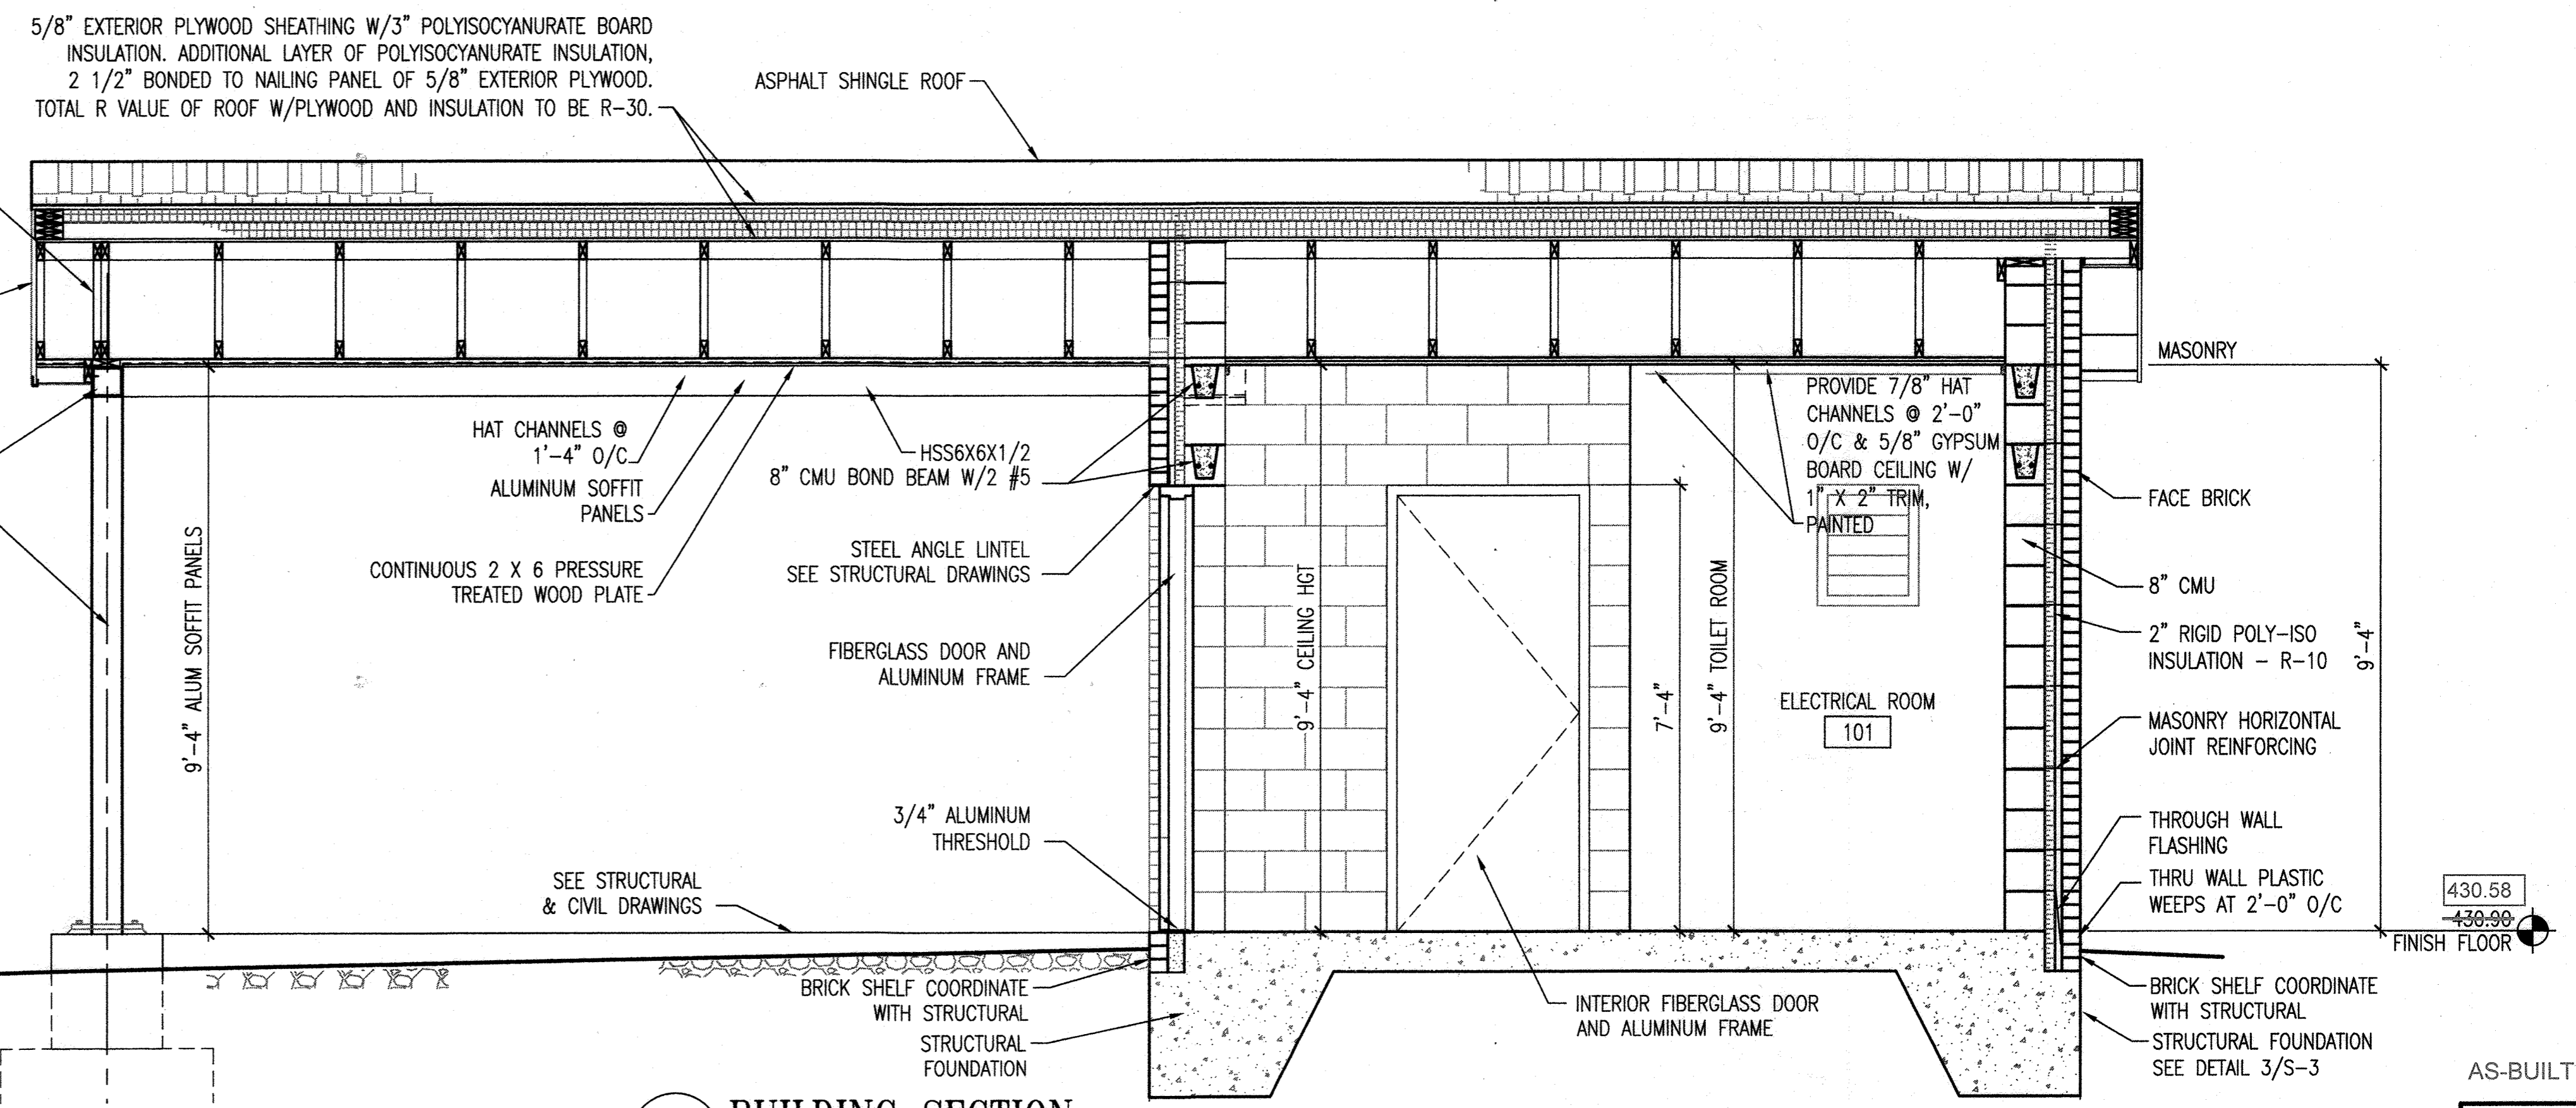 5/8" EXTERIOR PLYWOOD SHEATHING W/3" POLYISOCYANURATE BOARD
INSULATION. ADDITIONAL LAYER OF POLYISOCYANURATE INSULATION,
2 1/2" BONDED TO NAILING PANEL OF 5/8" EXTERIOR PLYWOOD.
TOTAL R VALUE OF ROOF W/PLYWOOD AND INSULATION TO BE R-30.
ASPHALT SHINGLE ROOF
MASONRY
HAT CHANNELS @
1'-4" O/C
ALUMINUM SOFFIT
PANELS
CONTINUOUS 2 X 6 PRESSURE
TREATED WOOD PLATE
HSS6X6X1/2
8" CMU BOND BEAM W/2 #5
STEEL ANGLE LINTEL
SEE STRUCTURAL DRAWINGS
FIBERGLASS DOOR AND
ALUMINUM FRAME
3/4" ALUMINUM
THRESHOLD
SEE STRUCTURAL
& CIVIL DRAWINGS
BRICK SHELF COORDINATE
WITH STRUCTURAL
STRUCTURAL
FOUNDATION
9'-4" ALUM SOFFIT PANELS
9'-4" CEILING HGT
7'-4"
9'-4" TOILET ROOM
PROVIDE 7/8" HAT
CHANNELS @ 2'-0"
O/C & 5/8" GYPSUM
BOARD CEILING W/
1" X 2" TRIM,
PAINTED
ELECTRICAL ROOM
101
INTERIOR FIBERGLASS DOOR
AND ALUMINUM FRAME
FACE BRICK
8" CMU
2" RIGID POLY-ISO
INSULATION - R-10
9'-4"
MASONRY HORIZONTAL
JOINT REINFORCING
THROUGH WALL
FLASHING
THRU WALL PLASTIC
WEEPS AT 2'-0" O/C
430.58
430.90
FINISH FLOOR
BRICK SHELF COORDINATE
WITH STRUCTURAL
STRUCTURAL FOUNDATION
SEE DETAIL 3/S-3
AS-BUILT
BUILDING SECTION